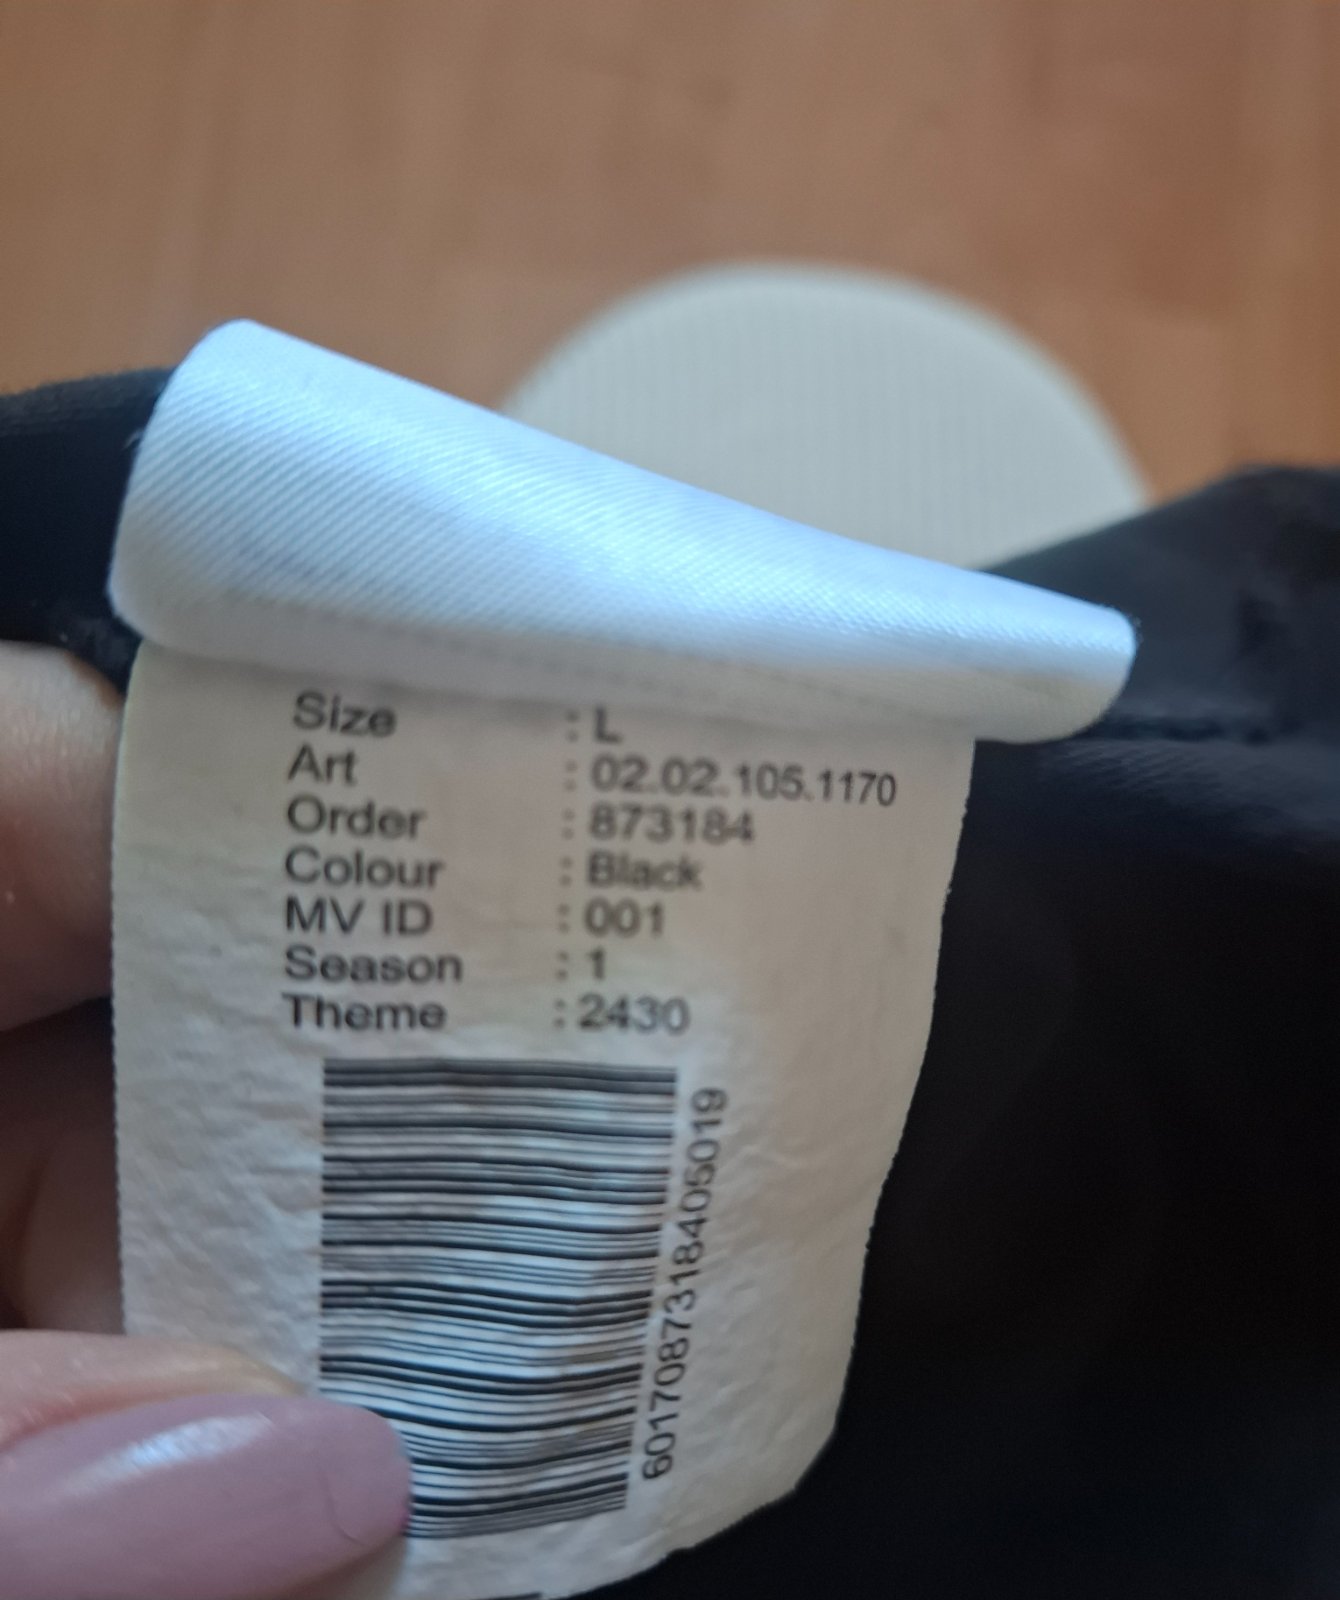 Size : L
Art : 02.02.105.1170
Order : 873184
Colour : Black
MV ID : 001
Season : 1
Theme : 2430
6017087318405019